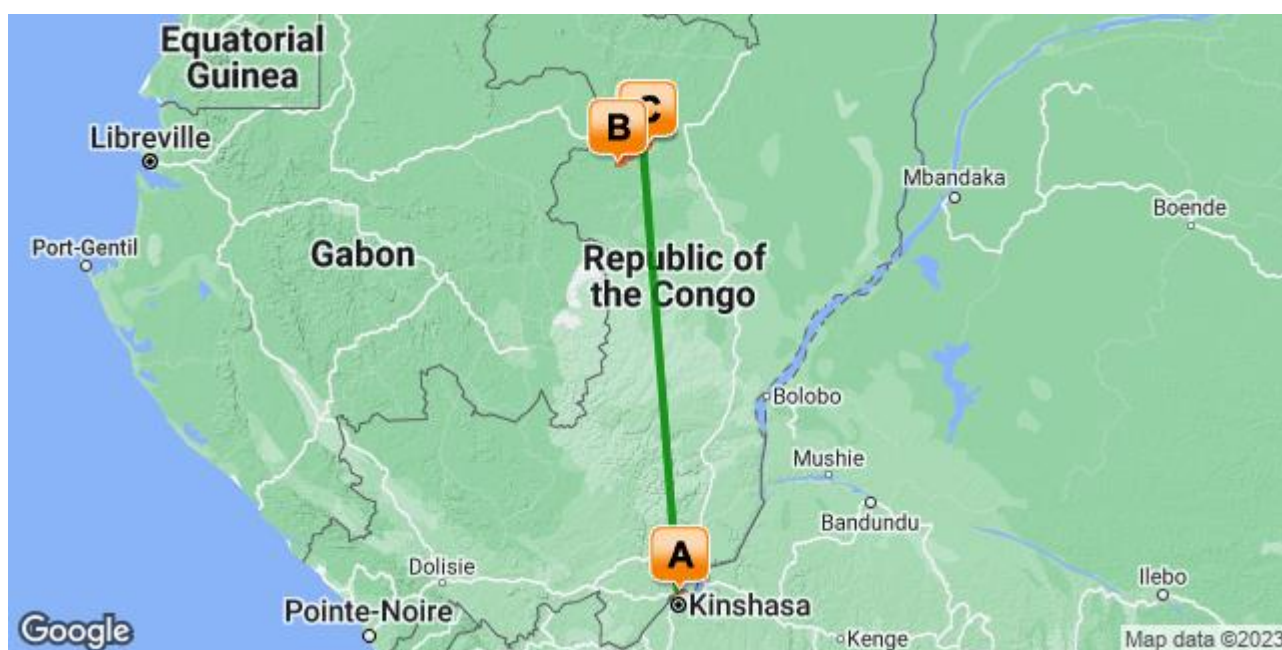 Equatorial
Guinea
Libreville
B
C
Mbandaka
Boende
Port-Gentil
Gabon
Republic of
the Congo
Bolobo
Mushie
Bandundu
A
Dolisie
Ilebo
Pointe-Noire
Kinshasa
Kenge
Google
Map data ©2023